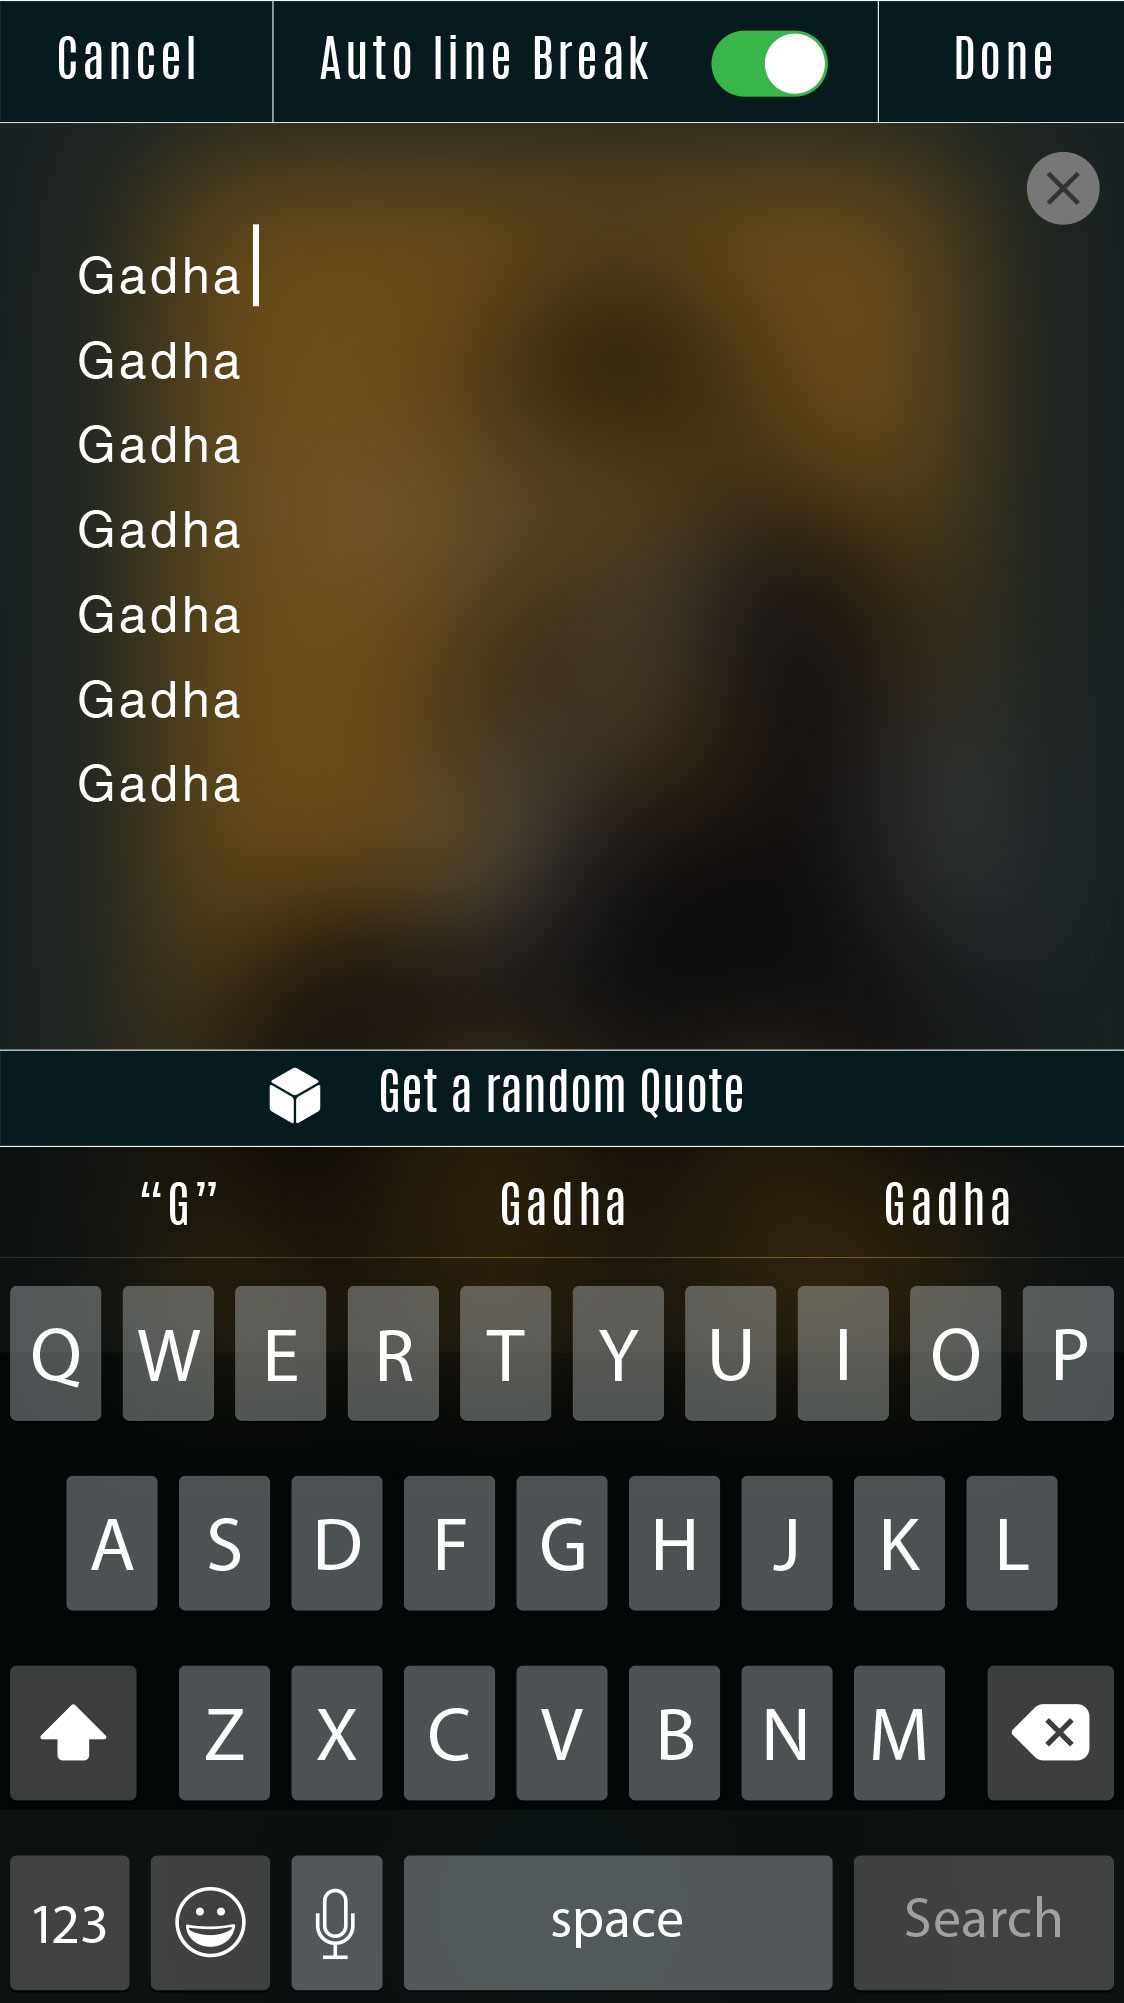 Cancel Auto line Break Done
Gadha
Gadha
Gadha
Gadha
Gadha
Gadha
Gadha
Get a random Quote
“G” Gadha Gadha
Q W E R T Y U I O P
A S D F G H J K L
Z X C V B N M
123 space Search